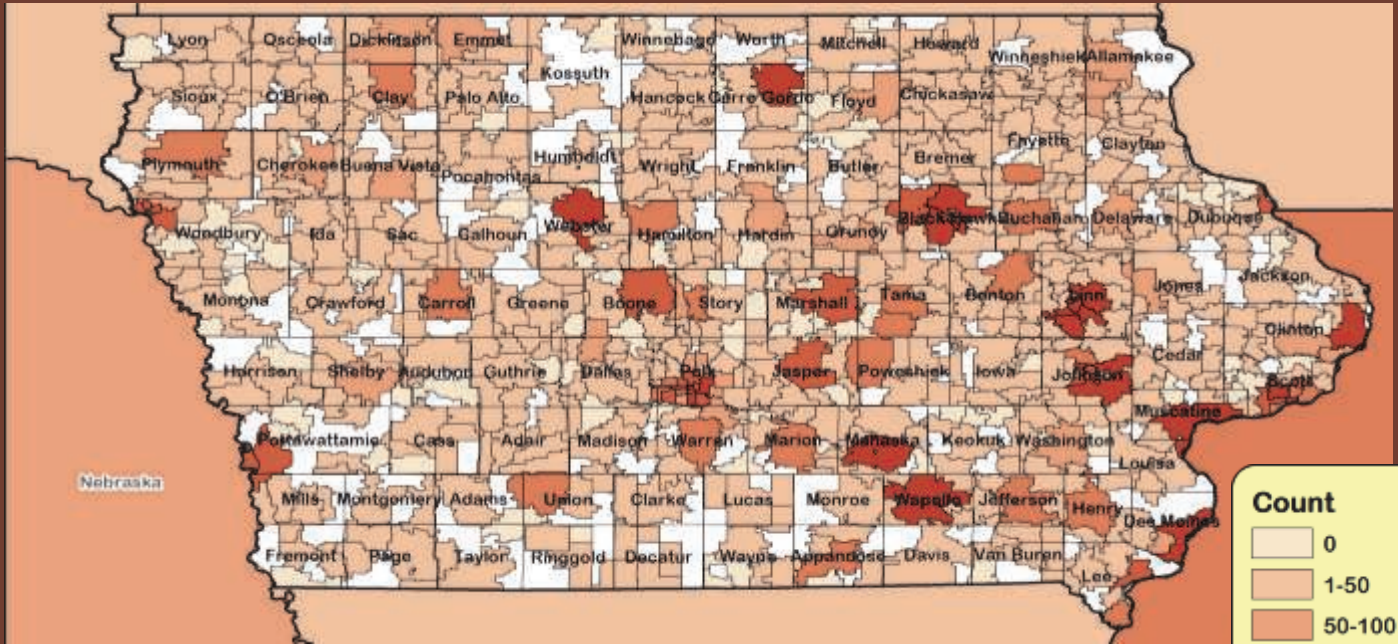 Lyon Osceola Dickinson Emmet Winnebago Worth Mitchell Howard Winneshiek Allamakee
Kossuth
Sioux O'Brien Clay Palo Alto Hancock Cerro Gordo Floyd Chickasaw
Plymouth Cherokee Buena Vista Pocahontas Humboldt Wright Franklin Butler Bremer Fayette Clayton
Woodbury Ida Sac Calhoun Webster Hamilton Hardin Grundy Black Hawk Buchanan Delaware Dubuque
Monona Crawford Carroll Greene Boone Story Marshall Tama Benton Linn Jones Jackson
Clinton
Harrison Shelby Audubon Guthrie Dallas Polk Jasper Poweshiek Iowa Johnson Cedar Scott
Muscatine
Pottawattamie Cass Adair Madison Warren Marion Mahaska Keokuk Washington
Louisa
Nebraska
Mills Montgomery Adams Union Clarke Lucas Monroe Wapello Jefferson Henry Des Moines
Fremont Page Taylor Ringgold Decatur Wayne Appanoose Davis Van Buren Lee
Count
0
1-50
50-100